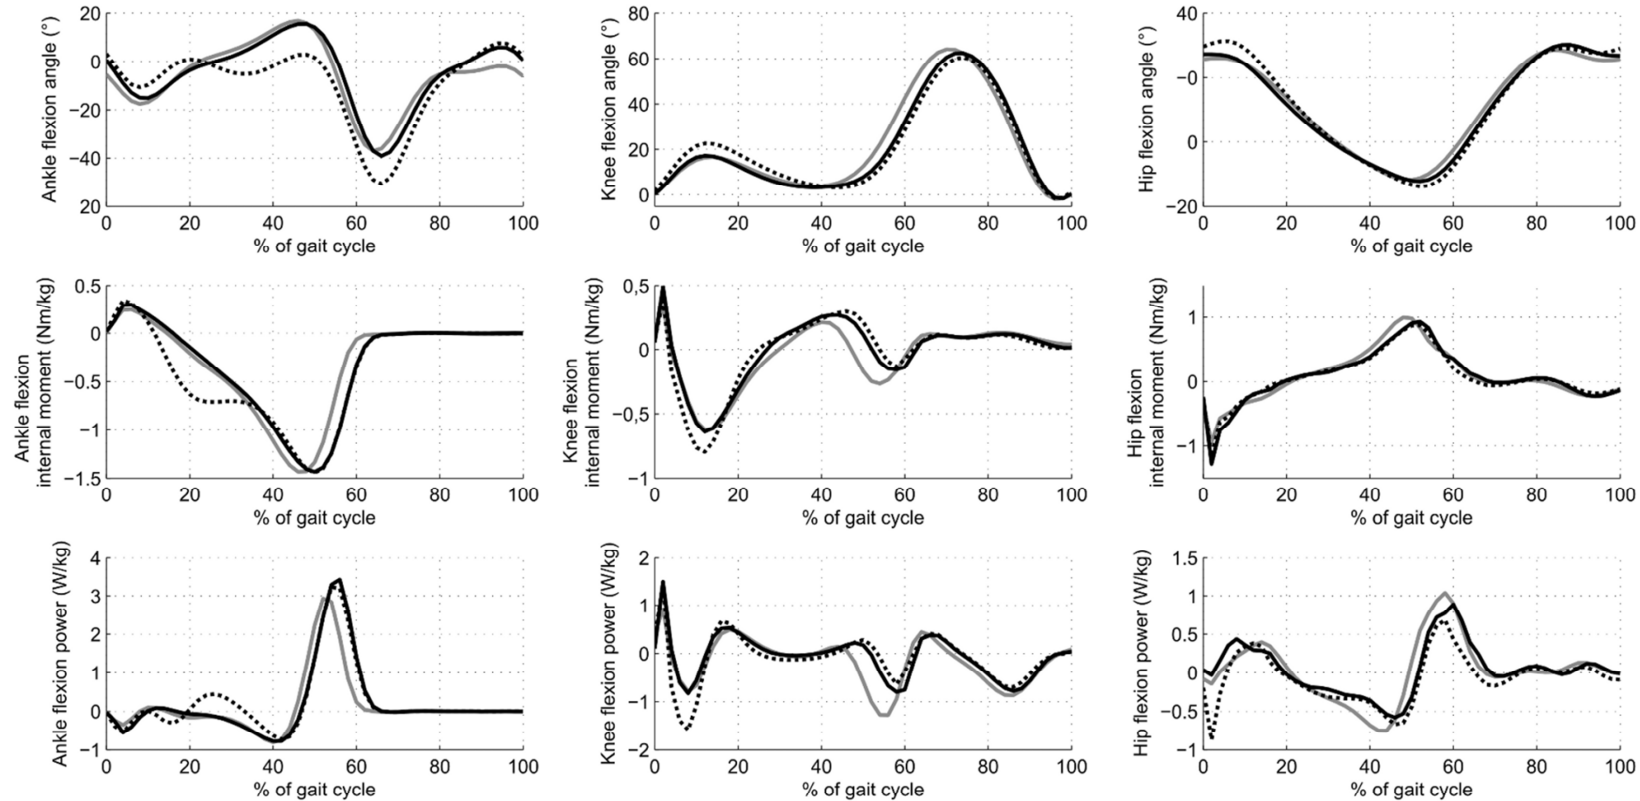 Ankle flexion angle (°)
20
0
−20
−40
20
0 20 40 60 80 100
% of gait cycle
Knee flexion angle (°)
80
60
40
20
0
0 20 40 60 80 100
% of gait cycle
Hip flexion angle (°)
40
−0
0
−20
0 20 40 60 80 100
% of gait cycle
Ankle flexion
internal moment (Nm/kg)
0.5
0
−0.5
−1
−1.5
0 20 40 60 80 100
% of gait cycle
Knee flexion
internal moment (Nm/kg)
0,5
0
−0,5
−1
0 20 40 60 80 100
% of gait cycle
Hip flexion
internal moment (Nm/kg)
1
0
−1
0 20 40 60 80 100
% of gait cycle
Ankle flexion power (W/kg)
4
3
2
1
0
−1
0 20 40 60 80 100
% of gait cycle
Knee flexion power (W/kg)
2
1
0
−1
−2
0 20 40 60 80 100
% of gait cycle
Hip flexion power (W/kg)
1.5
1
0.5
0
−0.5
−1
0 20 40 60 80 100
% of gait cycle